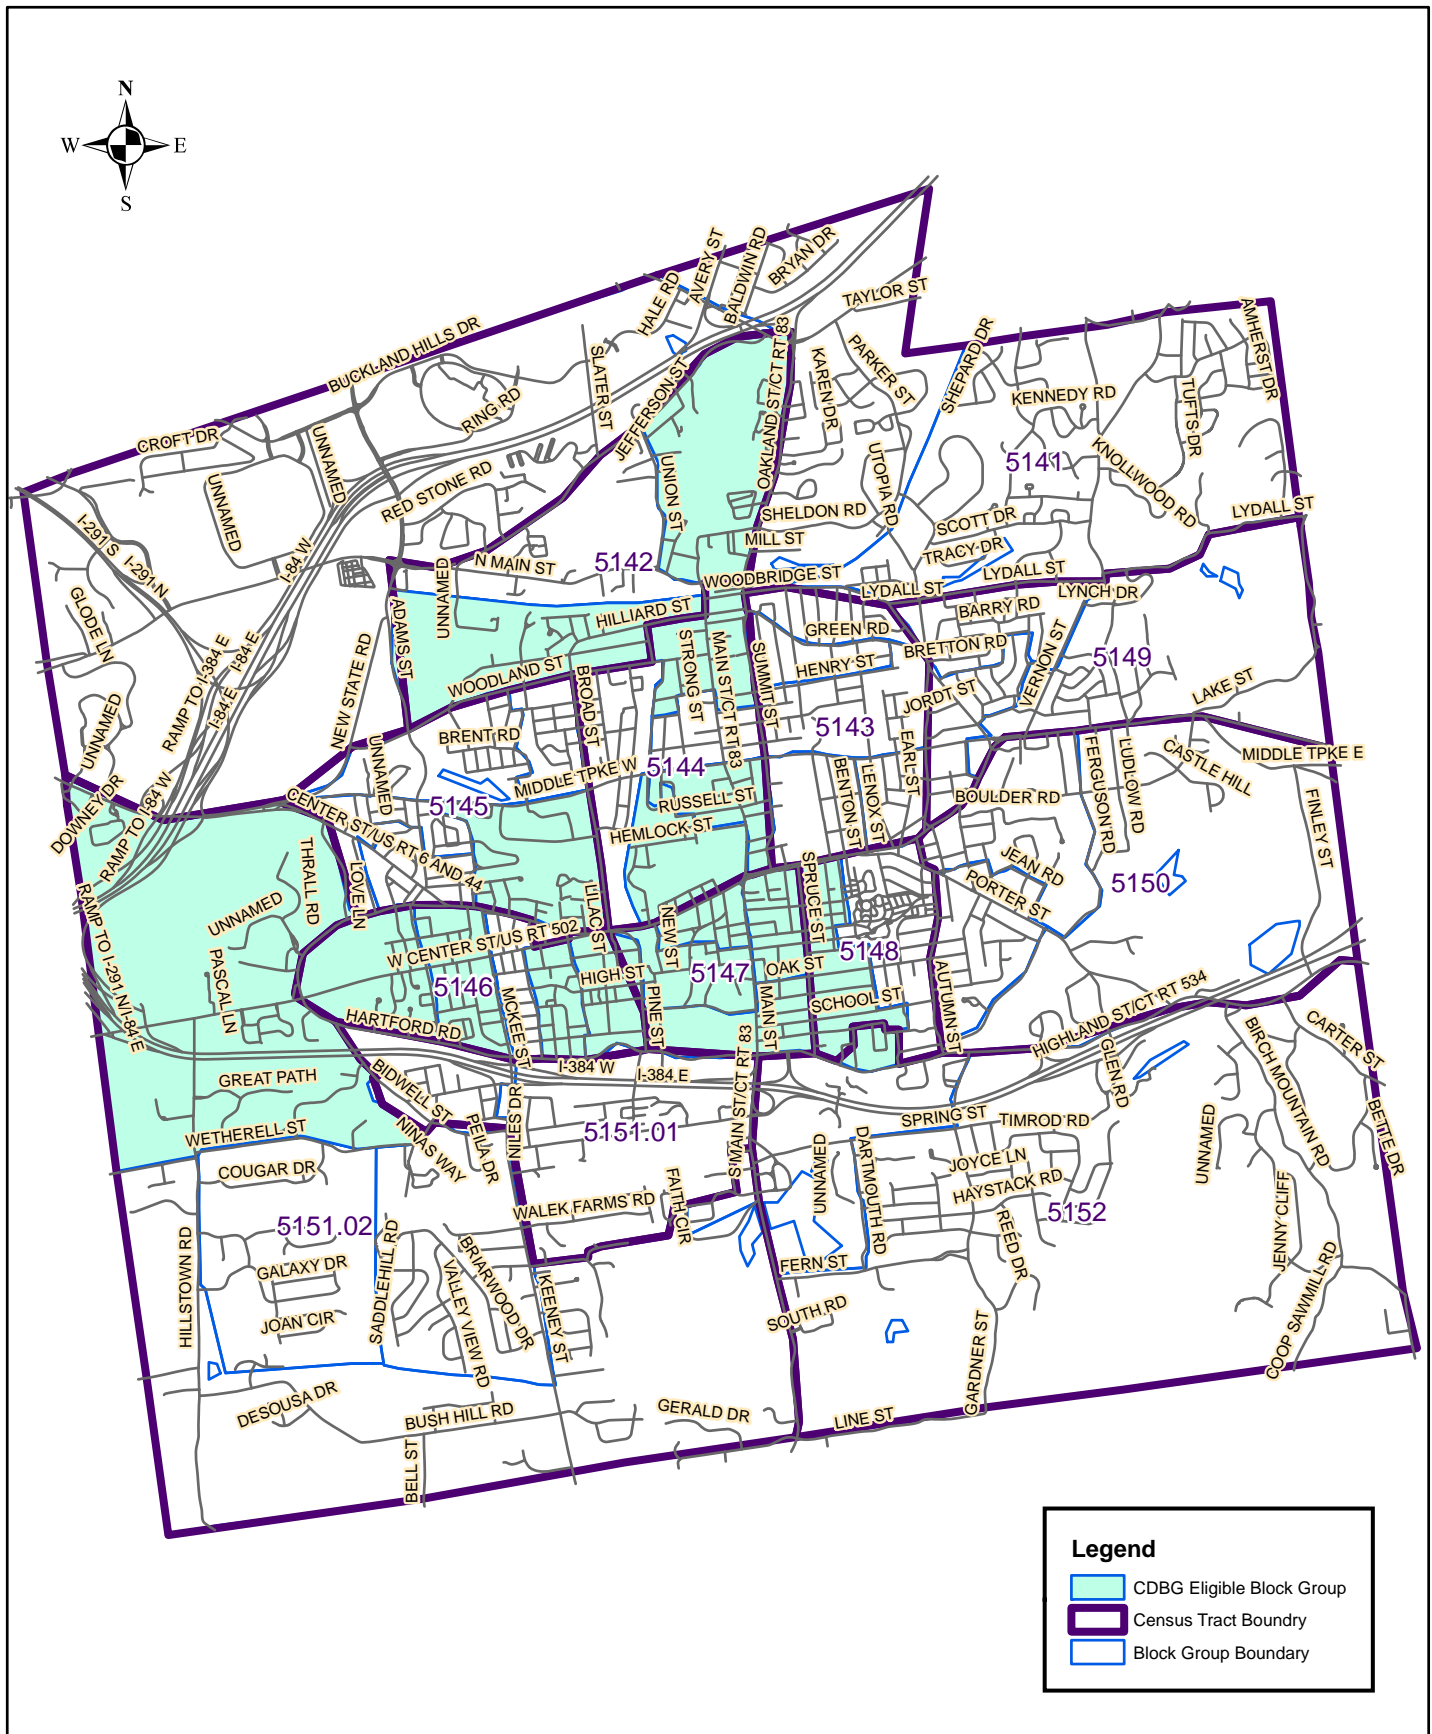 N
W
E
S
BUCKLAND HILLS DR
CROFT DR
HALE RD
AVERY ST
BALDWIN RD
BRYAN DR
TAYLOR ST
SLATER ST
JEFFERSON ST
OAKLAND ST/CT RT 83
KAREN DR
PARKER ST
SHEPARD DR
AMHERST DR
KENNEDY RD
TUFTS DR
RING RD
UNNAMED
UNNAMED
RED STONE RD
UNION ST
UTOPIA RD
5141
KNOLLWOOD RD
LYDALL ST
SHELDON RD
SCOTT DR
MILL ST
TRACY DR
I-291 S
I-291 N
I-84 W
N MAIN ST
5142
WOODBRIDGE ST
LYDALL ST
LYDALL ST
LYNCH DR
GLODE LN
ADAMS ST
UNNAMED
HILLIARD ST
BARRY RD
GREEN RD
BRETTON RD
VERNON ST
5149
RAMP TO I-384 E
I-84 E
I-84 E
NEW STATE RD
WOODLAND ST
BROAD ST
STRONG ST
MAIN ST/CT RT 83
SUMMIT ST
HENRY ST
JORDT ST
LAKE ST
UNNAMED
UNNAMED
BRENT RD
5143
EARL ST
5144
MIDDLE TPKE W
MIDDLE TPKE E
FERGUSON RD
LUDLOW RD
CASTLE HILL
DOWNEY DR
RAMP TO I-84 W
CENTER ST/US RT 6 AND 44
5145
RUSSELL ST
HEMLOCK ST
BENTON ST
LENOX ST
BOULDER RD
FINLEY ST
THRALL RD
LOVE LN
JEAN RD
PORTER ST
5150
RAMP TO I-291 N/I-84 E
UNNAMED
PASCAL LN
LILAC ST
W CENTER ST/US RT 502
NEW ST
SPRUCE ST
5148
5146
HIGH ST
5147
OAK ST
SCHOOL ST
AUTUMN ST
HIGHLAND ST/CT RT 534
HARTFORD RD
MCKEE ST
PINE ST
MAIN ST
CARTER ST
BIRCH MOUNTAIN RD
GLEN RD
I-384 W
I-384 E
GREAT PATH
BIDWELL ST
NILES DR
S MAIN ST/CT RT 83
SPRING ST
TIMROD RD
BETTE DR
UNNAMED
WETHERELL ST
NINAS WAY
PEILA DR
5151.01
UNNAMED
DARTMOUTH RD
JOYCE LN
HAYSTACK RD
COUGAR DR
WALEK FARMS RD
FAITH CIR
5152
REED DR
JENNY CLIFF
5151.02
HILLSTOWN RD
SADDLEHILL RD
GALAXY DR
JOAN CIR
VALLEY VIEW RD
BRIARWOOD DR
KEENEY ST
FERN ST
SOUTH RD
GARDNER ST
COOP SAWMILL RD
DESOUSA DR
BUSH HILL RD
BELL ST
GERALD DR
LINE ST
Legend
CDBG Eligible Block Group
Census Tract Boundry
Block Group Boundary